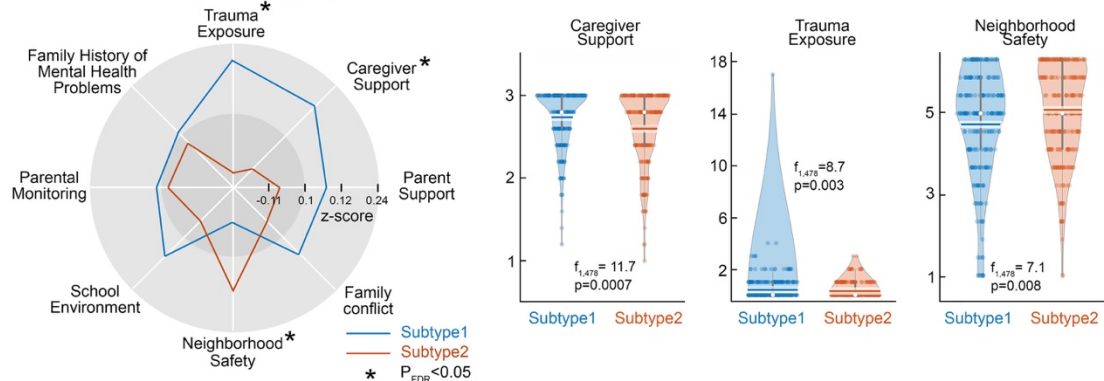 Trauma *
Exposure
Family History of
Mental Health
Problems
Caregiver *
Support
Parental
Monitoring
Parent
Support
-0.11 0.1 0.12 0.24
z-score
School
Environment
Family
conflict
Neighborhood *
Safety
Subtype1
Subtype2
* P_FDR<0.05
Caregiver
Support
3
2
1
f1,478= 11.7
p=0.0007
Subtype1 Subtype2
Trauma
Exposure
18
14
10
6
2
f1,478=8.7
p=0.003
Subtype1 Subtype2
Neighborhood
Safety
5
3
1
f1,478= 7.1
p=0.008
Subtype1 Subtype2